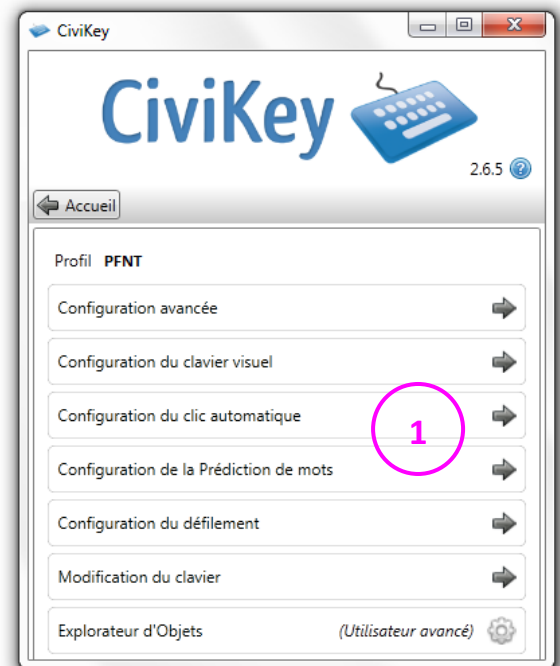 CiviKey
CiviKey
2.6.5 ?
Accueil
Profil PFNT
Configuration avancée
Configuration du clavier visuel
Configuration du clic automatique
1
Configuration de la Prédiction de mots
Configuration du défilement
Modification du clavier
Explorateur d'Objets (Utilisateur avancé)